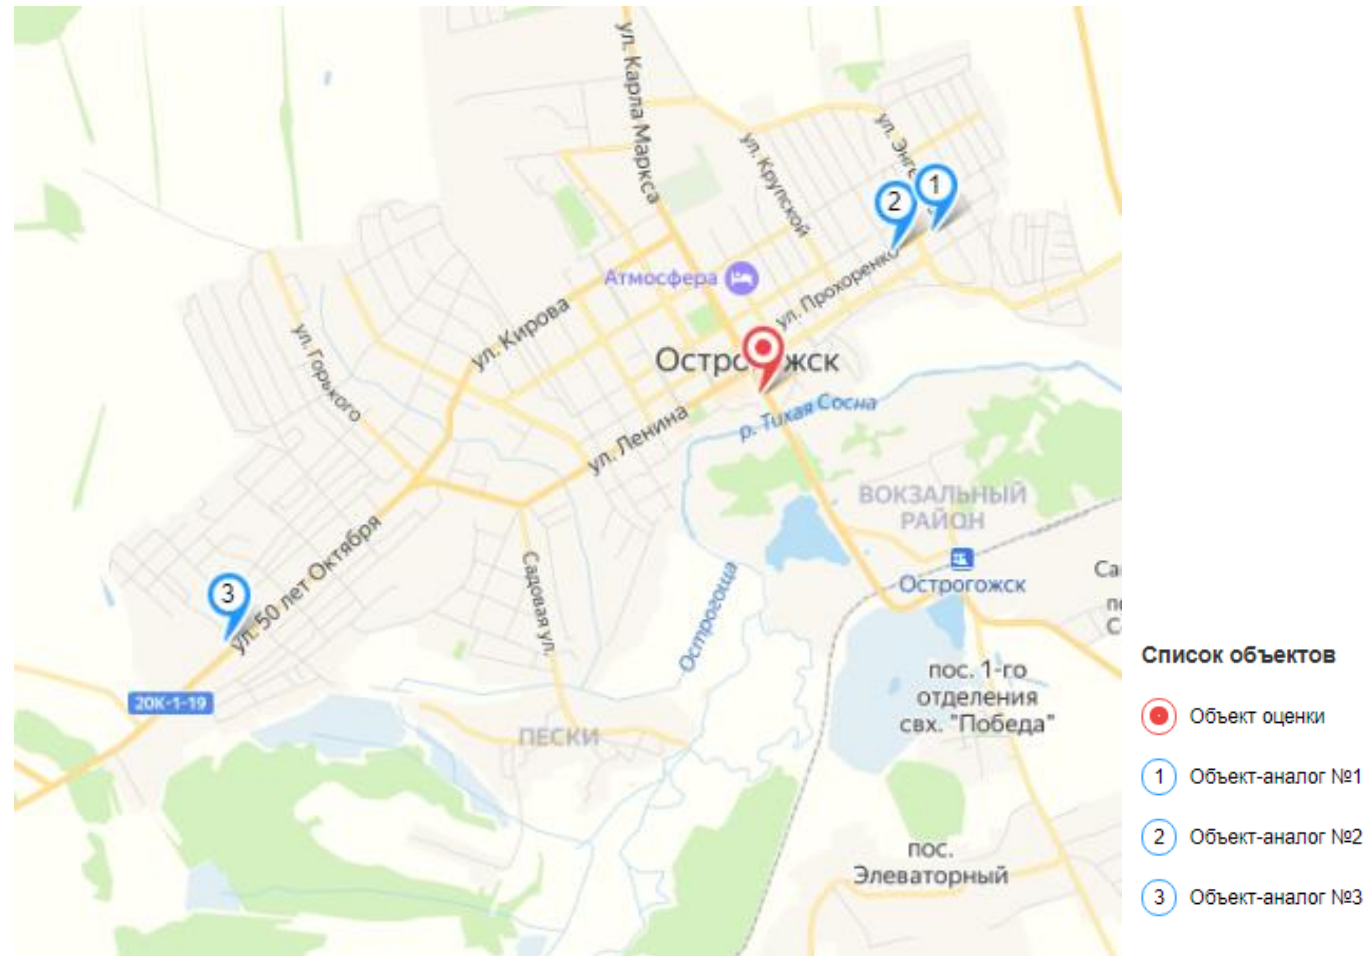 ул. Карла Маркса
ул. Крупской
ул. Энге
1
2
Атмосфера
ул. Прохоренко
ул. Кирова
ул. Горького
Остро
жск
р. Тихая Сосна
ул. Ленина
ВОКЗАЛЬНЫЙ
РАЙОН
ул. 50 лет Октября
Садовая ул.
Острогоща
Острогожск
Са
п
С
3
20К-1-19
ПЕСКИ
пос. 1-го
отделения
свх. "Победа"
пос.
Элеваторный
Список объектов
Объект оценки
1 Объект-аналог №1
2 Объект-аналог №2
3 Объект-аналог №3